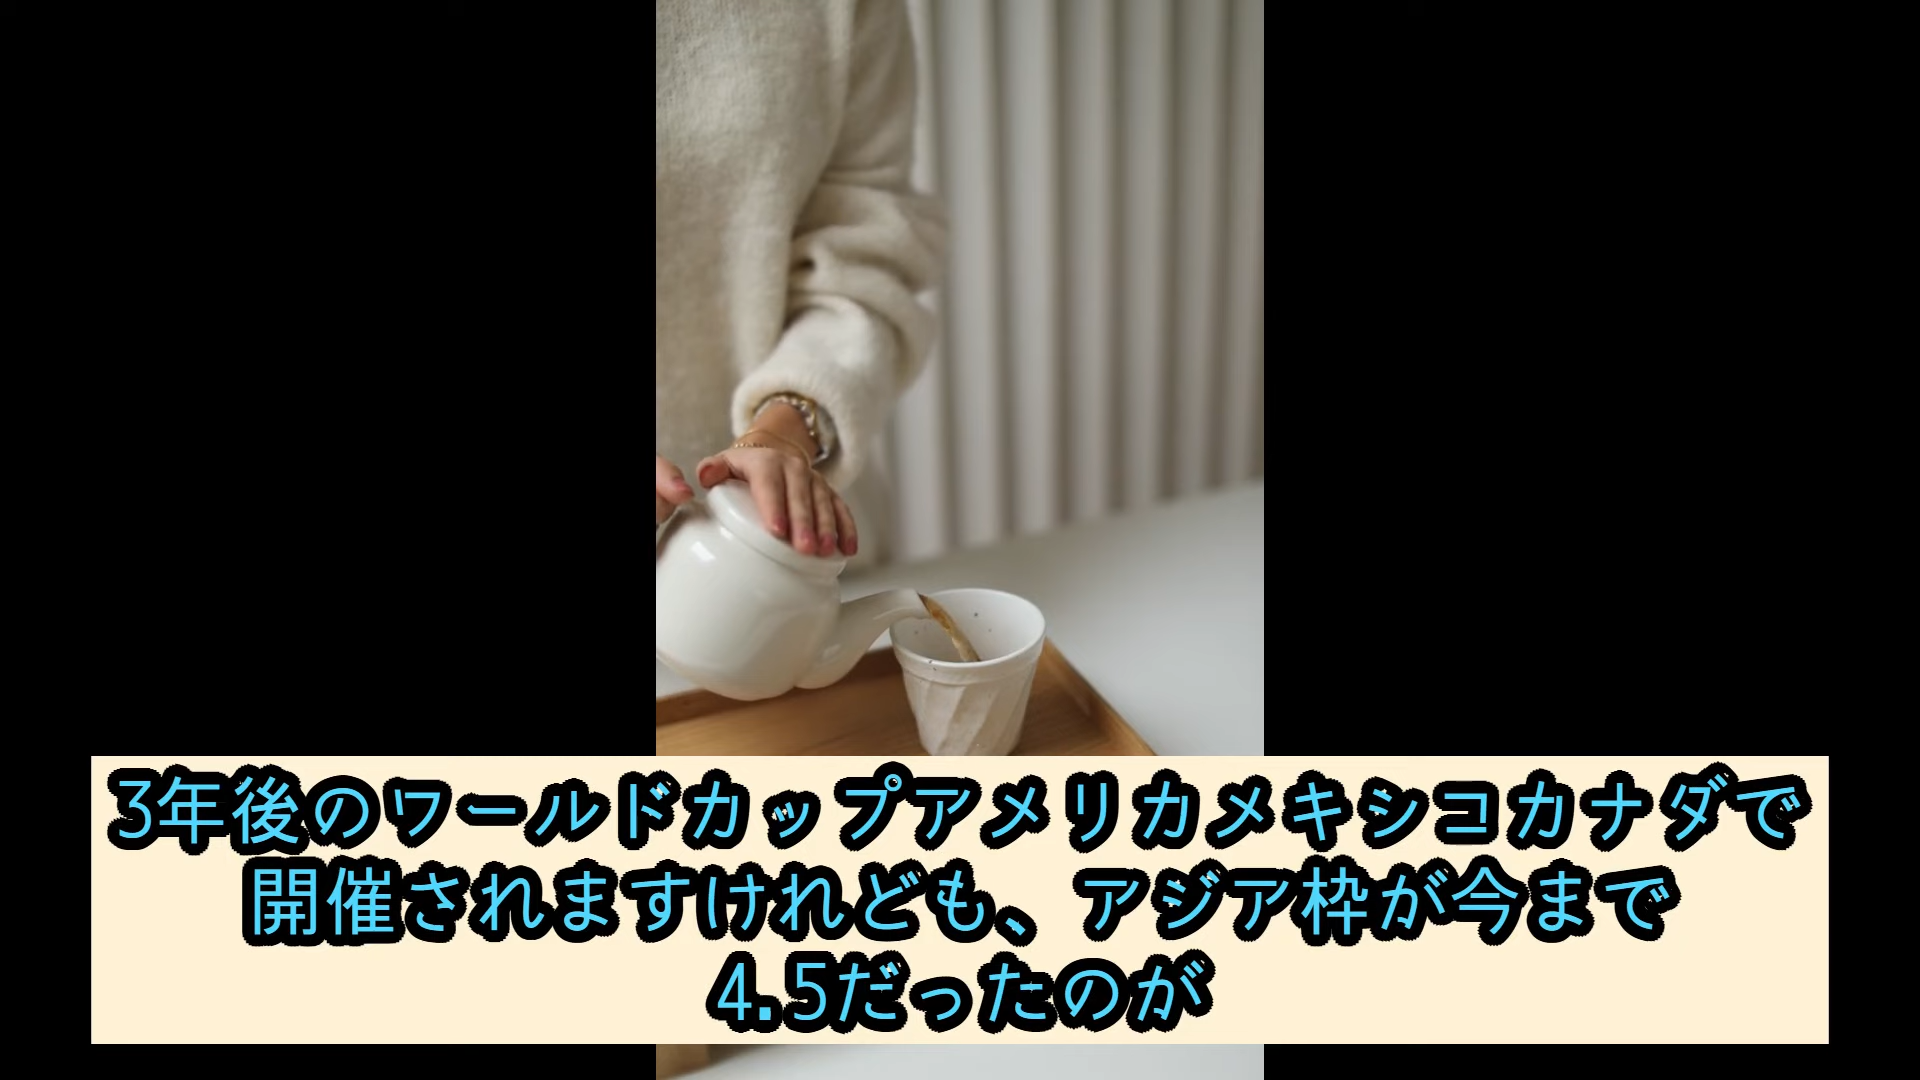 3年後のワールドカップアメリカメキシコカナダで
開催されますけれども、アジア枠が今まで
4.5だったのが